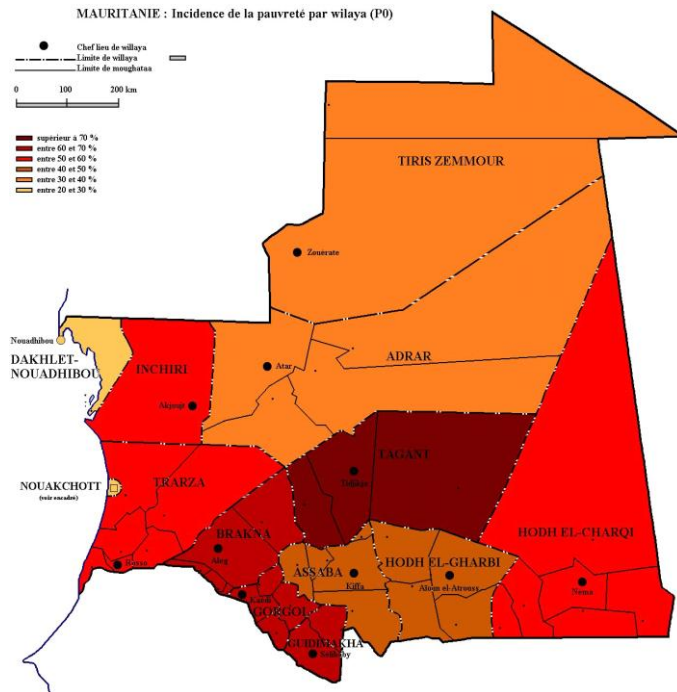 MAURITANIE : Incidence de la pauvreté par wilaya (P0)
Chef lieu de willaya
Limite de willaya
Limite de moughataa
0 100 200 km
supérieur à 70 %
entre 60 et 70 %
entre 50 et 60 %
entre 40 et 50 %
entre 30 et 40 %
entre 20 et 30 %
TIRIS ZEMMOUR
Zouérate
Nouadhibou
DAKHLET-
NOUADHIBOU
INCHIRI
Atar
ADRAR
Akjoujt
NOUAKCHOTT
(voir encadré)
TRARZA
TAGANT
Tidjikja
BRAKNA
Aleg
HODH EL-CHARQI
ASSABA
Kiffa
HODH EL-GHARBI
Aïoun el-Atrouss
Nema
Rosso
Kaédi
GORGOL
GUIDIMAKHA